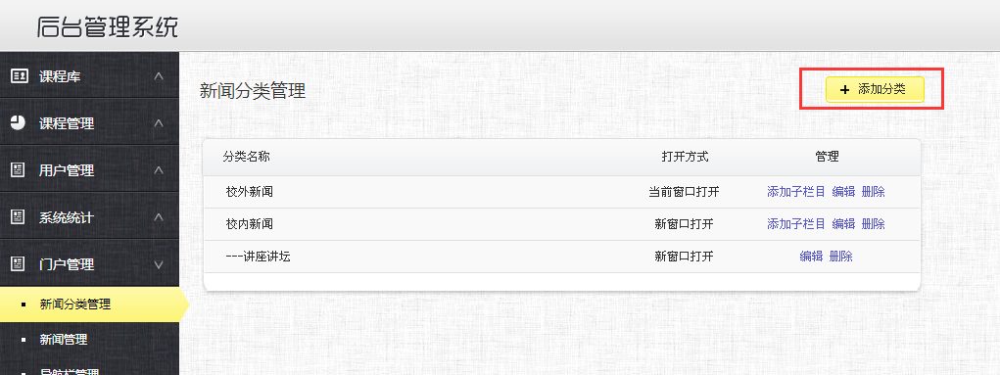 后台管理系统
课程库
课程管理
用户管理
系统统计
门户管理
新闻分类管理
新闻管理
导航栏管理
新闻分类管理
+ 添加分类
分类名称 打开方式 管理
校外新闻 当前窗口打开 添加子栏目 编辑 删除
校内新闻 新窗口打开 添加子栏目 编辑 删除
---讲座讲坛 新窗口打开 编辑 删除